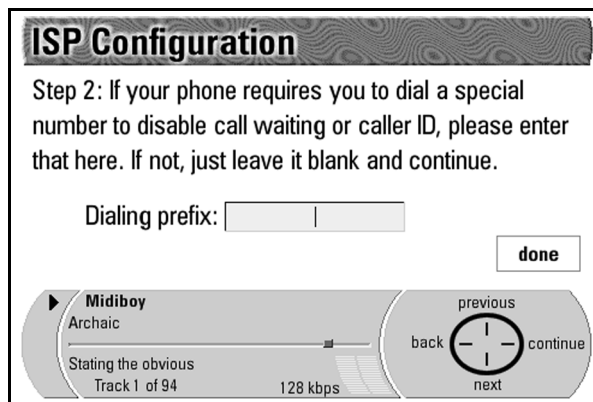 ISP Configuration
Step 2: If your phone requires you to dial a special
number to disable call waiting or caller ID, please enter
that here. If not, just leave it blank and continue.
Dialing prefix:
done
Midiboy
Archaic
Stating the obvious
Track 1 of 94 128 kbps
previous
back continue
next